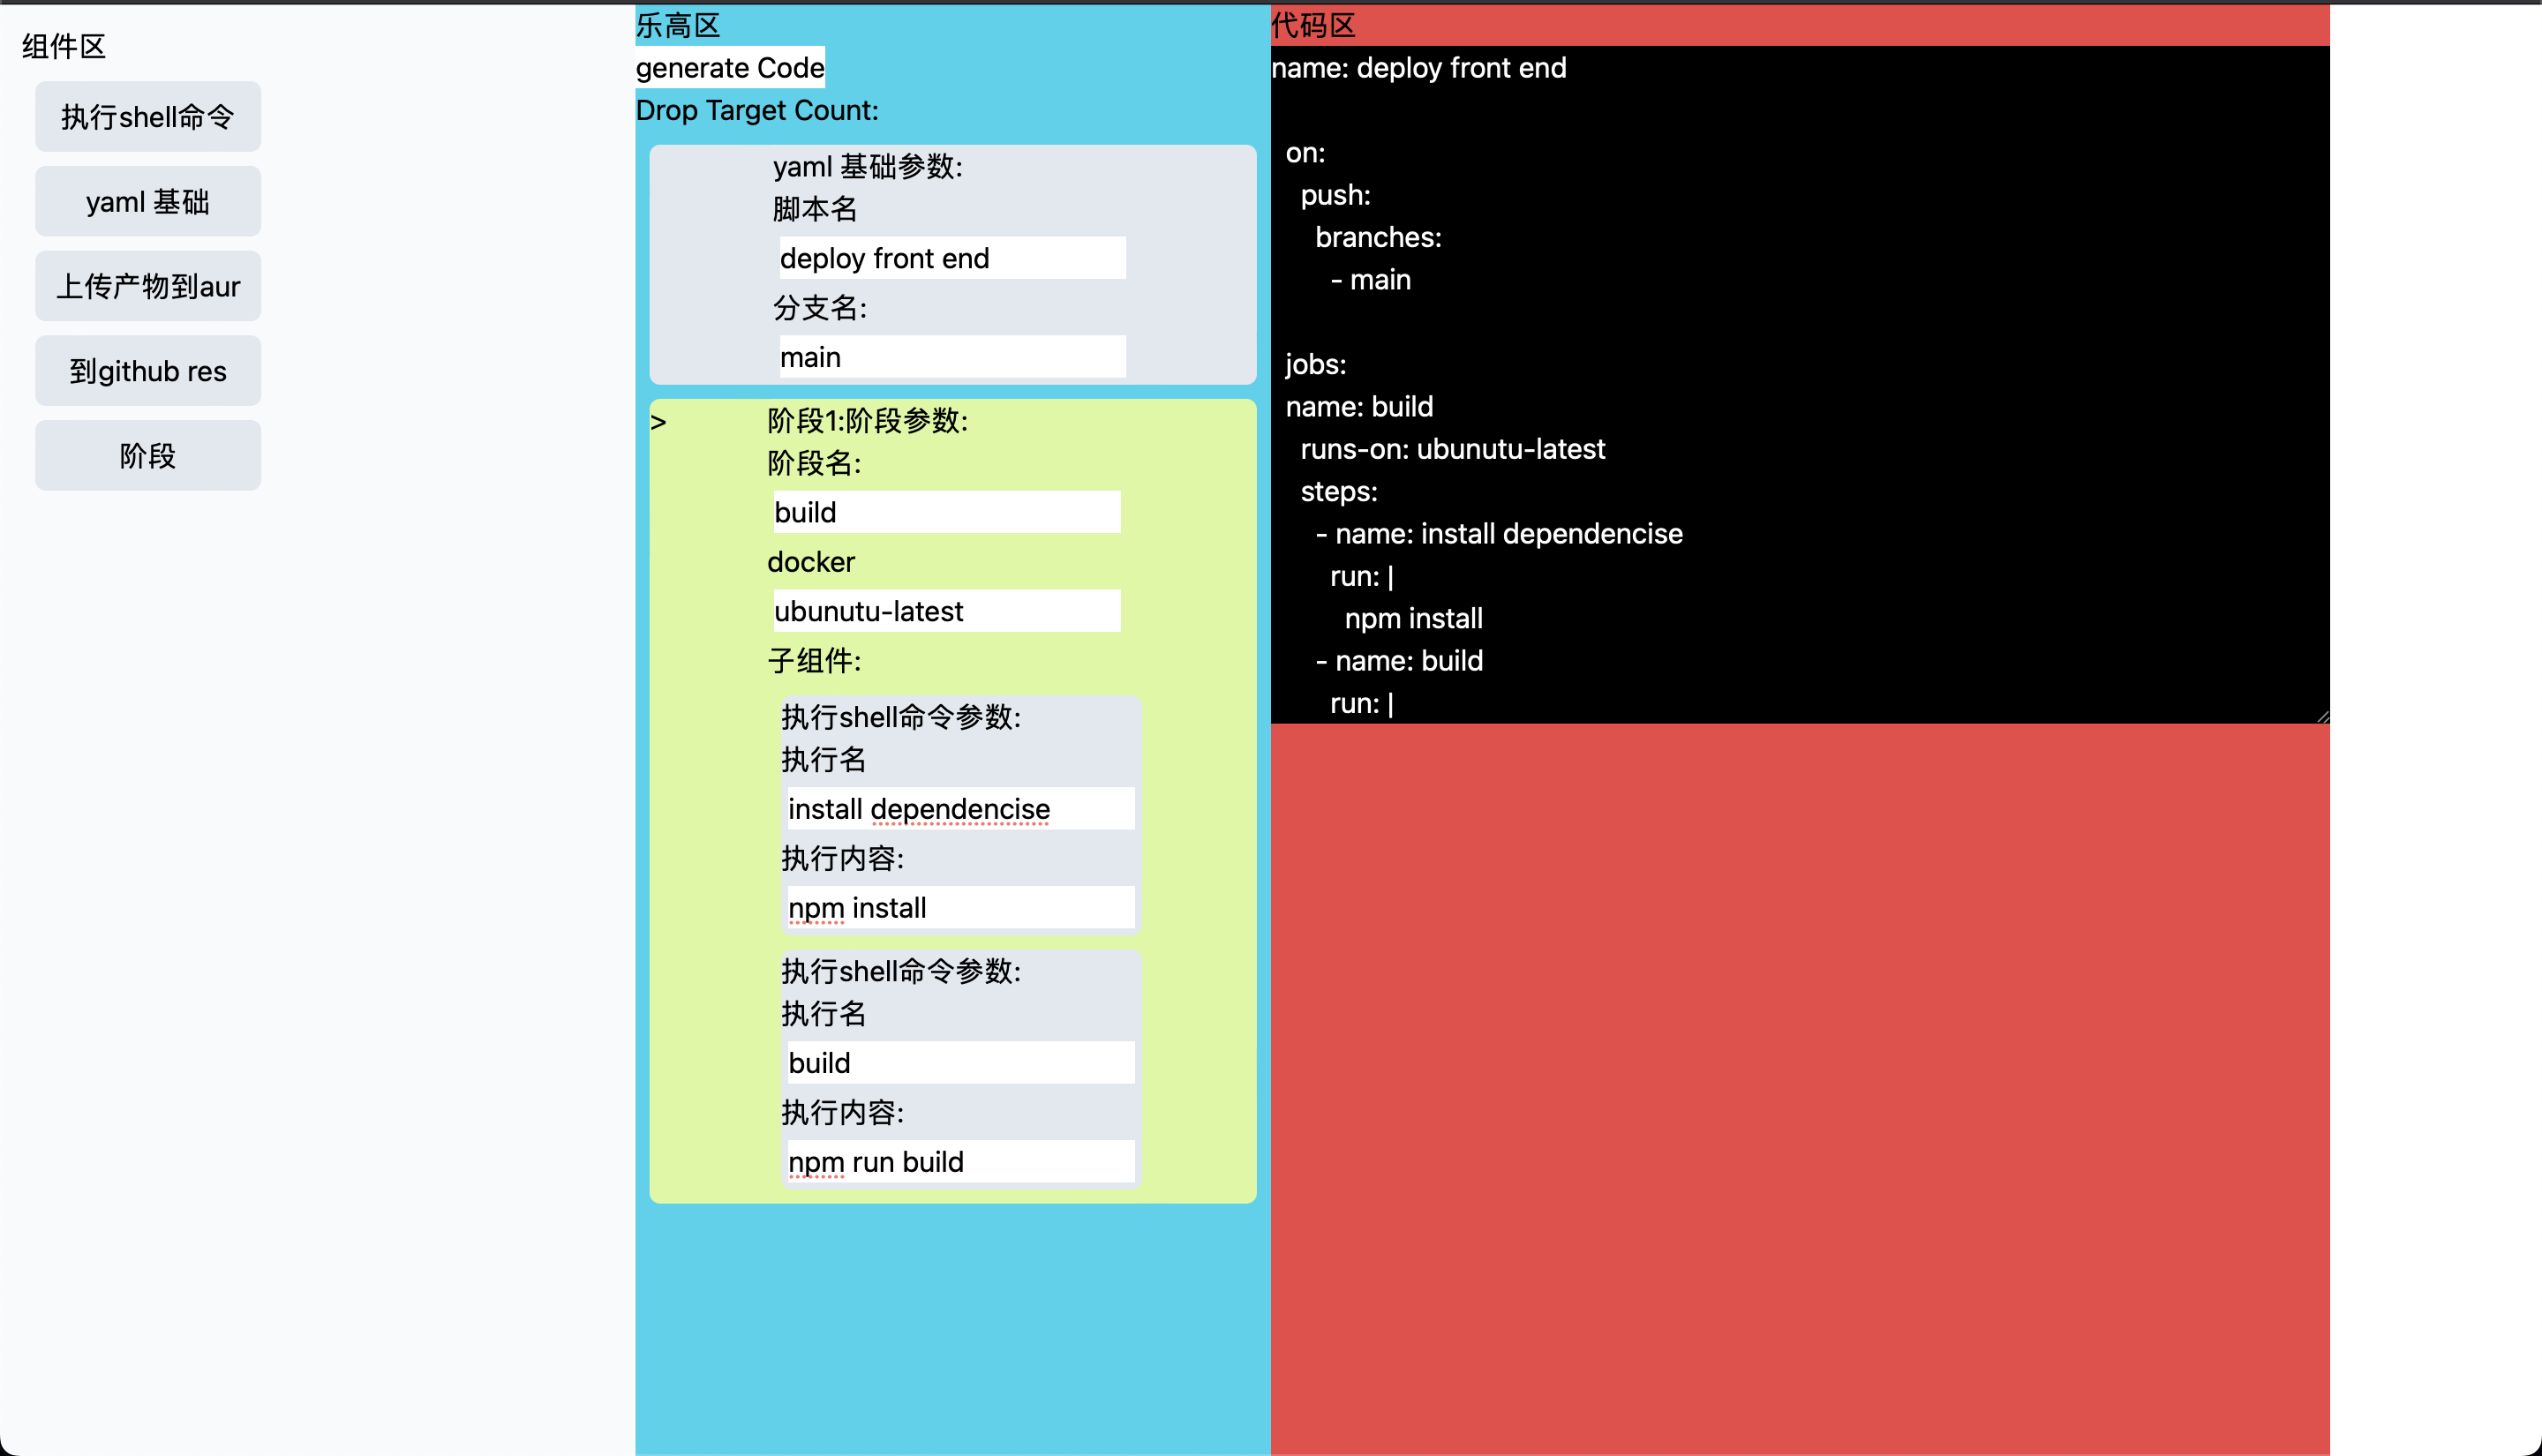 组件区
执行shell命令
yaml 基础
上传产物到aur
到github res
阶段
乐高区
generate Code
Drop Target Count:
yaml 基础参数:
脚本名
deploy front end
分支名:
main
>
阶段1:阶段参数:
阶段名:
build
docker
ubunutu-latest
子组件:
执行shell命令参数:
执行名
install dependencise
执行内容:
npm install
执行shell命令参数:
执行名
build
执行内容:
npm run build
代码区
name: deploy front end
on:
push:
branches:
- main
jobs:
name: build
runs-on: ubunutu-latest
steps:
- name: install dependencise
run: |
npm install
- name: build
run: |